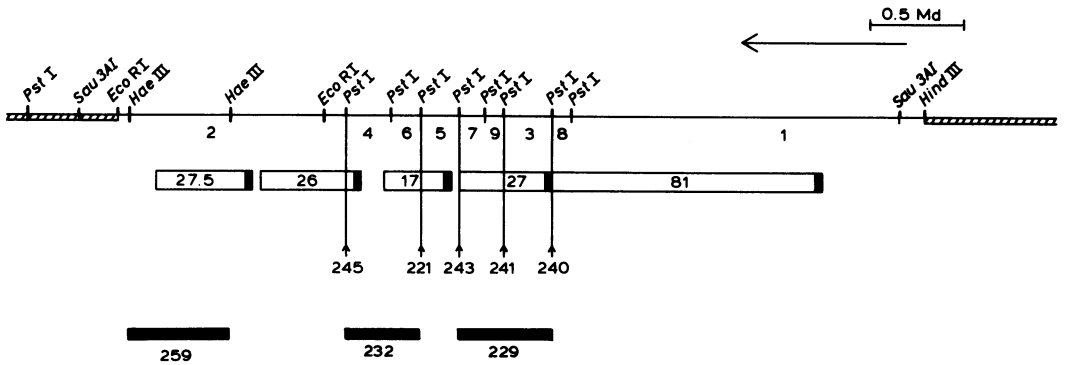 0.5 Md
Pst I Sau 3AI Eco RI Hae III Hae III Eco RI Pst I Pst I Pst I Pst I Pst I Pst I Pst I Pst I Sau 3AI Hind III
2 4 6 5 7 9 3 8 1
27.5 26 17 27 81
245 221 243 241 240
259 232 229